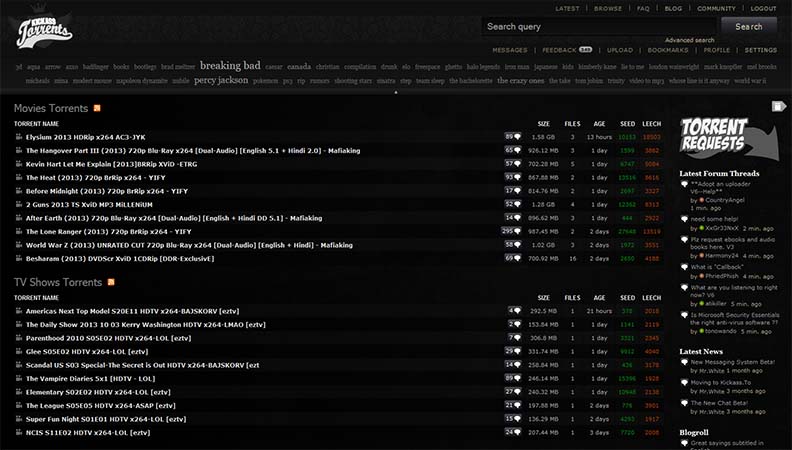 KICKASS
Torrents
LATEST | BROWSE | FAQ | BLOG | COMMUNITY | LOGOUT
Search query
Search
Advanced search
MESSAGES | FEEDBACK | UPLOAD | BOOKMARKS | PROFILE | SETTINGS
3d aqua arrow axxo badfinger books bootlegs brad meltzer breaking bad caesar canada christian compilation drunk elo freespace ghetto halo legends iron man japanese kids kimberly kane lie to me london wainwright mark knopfler mel brooks
micheals mina modest mouse napoleon dynamite nubile percy jackson pokemon ps3 rip rumors shooting stars sinatra step team sleep the bachelorette the crazy ones the take tom jobim trinity video to mp3 whose line is it anyway world war ii
Movies Torrents
TORRENT NAME SIZE FILES AGE SEED LEECH
Elysium 2013 HDRip x264 AC3-JYK 89 1.58 GB 3 13 hours 10153 18503
The Hangover Part III (2013) 720p Blu-Ray x264 [Dual-Audio] [English 5.1 + Hindi 2.0] - Mafiaking 65 926.12 MB 3 1 day 1599 3862
Kevin Hart Let Me Explain [2013]BRRip XViD -ETRG 57 702.28 MB 5 1 day 6747 5084
The Heat (2013) 720p BrRip x264 - YIFY 93 867.88 MB 2 1 day 13516 8616
Before Midnight (2013) 720p BrRip x264 - YIFY 17 814.76 MB 2 1 day 2697 3327
2 Guns 2013 TS XviD MP3 MiLLENiUM 52 1.28 GB 4 1 day 12362 8313
After Earth (2013) 720p Blu-Ray x264 [Dual-Audio] [English + Hindi DD 5.1] - Mafiaking 14 896.62 MB 3 1 day 444 2922
The Lone Ranger (2013) 720p BrRip x264 - YIFY 295 987.45 MB 2 2 days 27648 13519
World War Z (2013) UNRATED CUT 720p Blu-Ray [Dual-Audio] [English + Hindi] - Mafiaking 58 1.02 GB 3 2 days 1972 3551
Besharam (2013) DVDScr XviD 1CDRip [DDR-ExclusivE] 69 700.92 MB 16 2 days 2650 4188
TV Shows Torrents
TORRENT NAME SIZE FILES AGE SEED LEECH
Americas Next Top Model S20E11 HDTV x264-BAJSKORV [eztv] 4 292.5 MB 1 21 hours 370 2018
The Daily Show 2013 10 03 Kerry Washington HDTV x264-LMAO [eztv] 2 153.84 MB 1 1 day 1141 2119
Parenthood 2010 S05E02 HDTV x264-LOL [eztv] 7 306.8 MB 1 1 day 3321 2345
Glee S05E02 HDTV x264-LOL [eztv] 29 331.74 MB 1 1 day 9912 4040
Scandal US S03 Special-The Secret is Out HDTV x264-BAJSKORV [ezt 14 258.84 MB 1 1 day 436 3178
The Vampire Diaries 5x1 [HDTV - LOL] 89 246.14 MB 1 1 day 15396 1928
Elementary S02E02 HDTV x264-LOL [eztv] 27 240.32 MB 1 1 day 10948 2138
The League S05E05 HDTV x264-ASAP [eztv] 21 197.88 MB 1 2 days 776 3901
Super Fun Night S01E01 HDTV x264-LOL [eztv] 15 136.29 MB 1 2 days 4293 1917
NCIS S11E02 HDTV x264-LOL [eztv] 24 207.44 MB 1 3 days 7720 2008
TORRENT
REQUESTS
Latest Forum Threads
**Adopt an uploader
V6--Help**
by CountryAngel
1 min. ago
need some help!
by XxGr33NxX 2 min. ago
Plz request ebooks and audio
books here. V3
by Harmony24 2 min. ago
What is "Callback"
by PhriedPhish 4 min. ago
What are you listening to right
now? V6
by atikiller 5 min. ago
Is Microsoft Security Essentials
the right anti-virus software ??
by tonowando 5 min. ago
Latest News
New Messaging System Beta!
by Mr.White 1 month ago
Moving to Kickass.To
by Mr.White 3 months ago
The New Chat Beta!
by Mr.White 3 months ago
Blogroll
Great sayings subtitled in